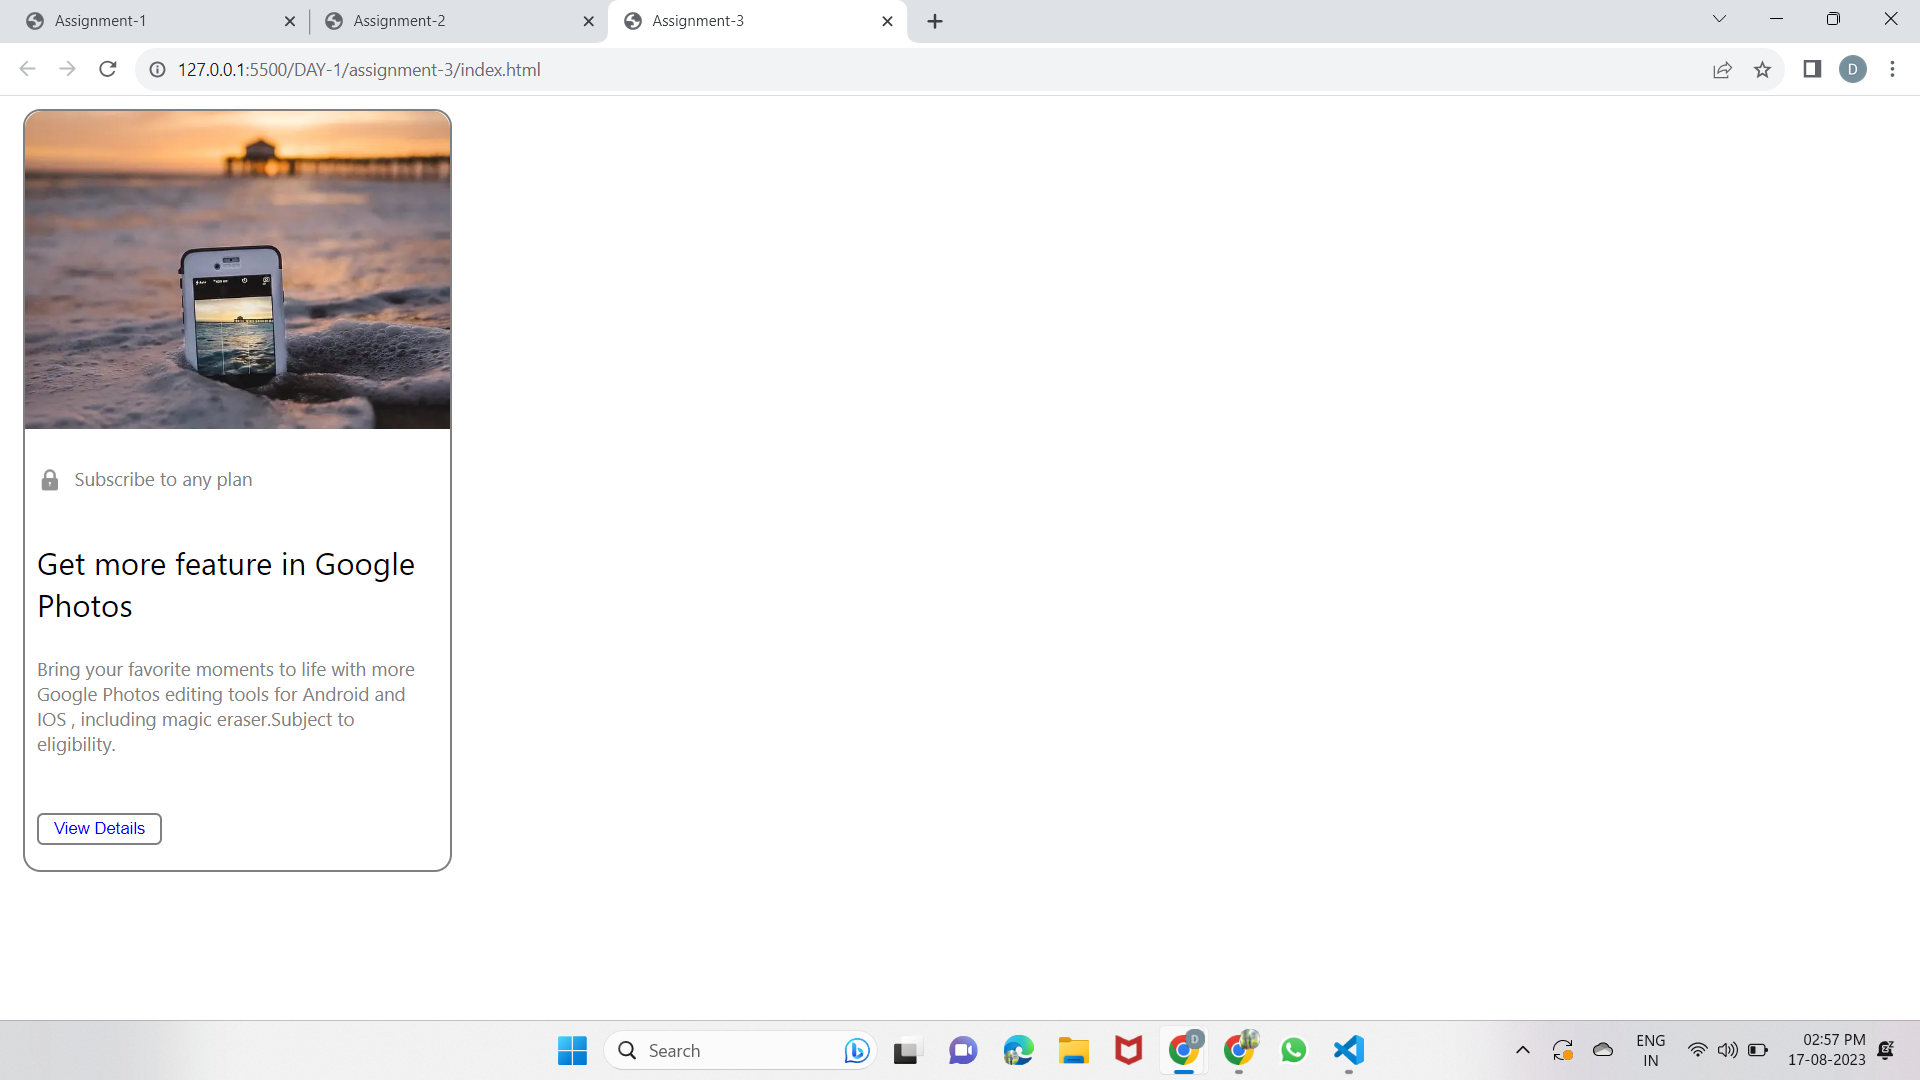 Assignment-1
Assignment-2
Assignment-3
127.0.0.1:5500/DAY-1/assignment-3/index.html
D
Subscribe to any plan
Get more feature in Google
Photos
Bring your favorite moments to life with more
Google Photos editing tools for Android and
IOS , including magic eraser.Subject to
eligibility.
View Details
Search
D
ENG
IN
02:57 PM
17-08-2023